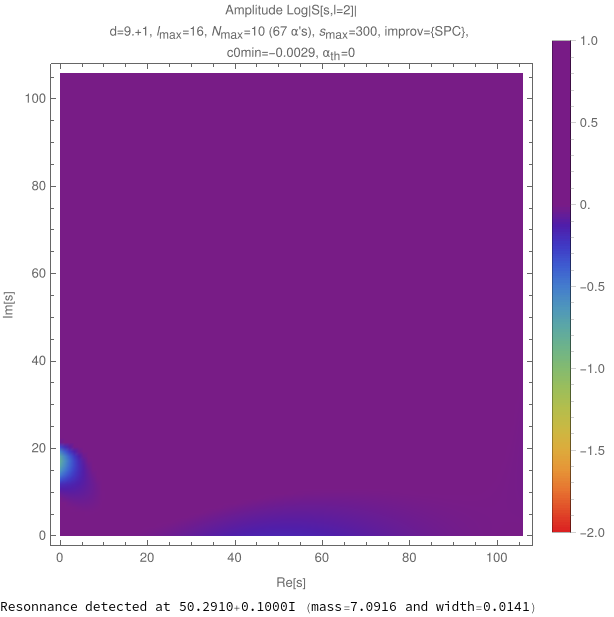 Amplitude Log|S[s,l=2]|
d=9.+1, lmax=16, Nmax=10 (67 α's), smax=300, improv={SPC},
c0min=−0.0029, αth=0
100
80
60
40
20
0
Im[s]
0 20 40 60 80 100
Re[s]
1.0
0.5
0.
−0.5
−1.0
−1.5
−2.0
Resonnance detected at 50.2910+0.1000I (mass=7.0916 and width=0.0141)